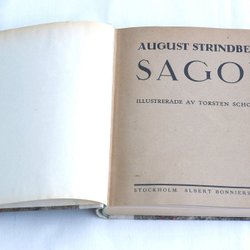 AUGUST STRINDBE
SAGO
ILLUSTRERADE AV TORSTEN SCHO
STOCKHOLM ALBERT BONNIERS